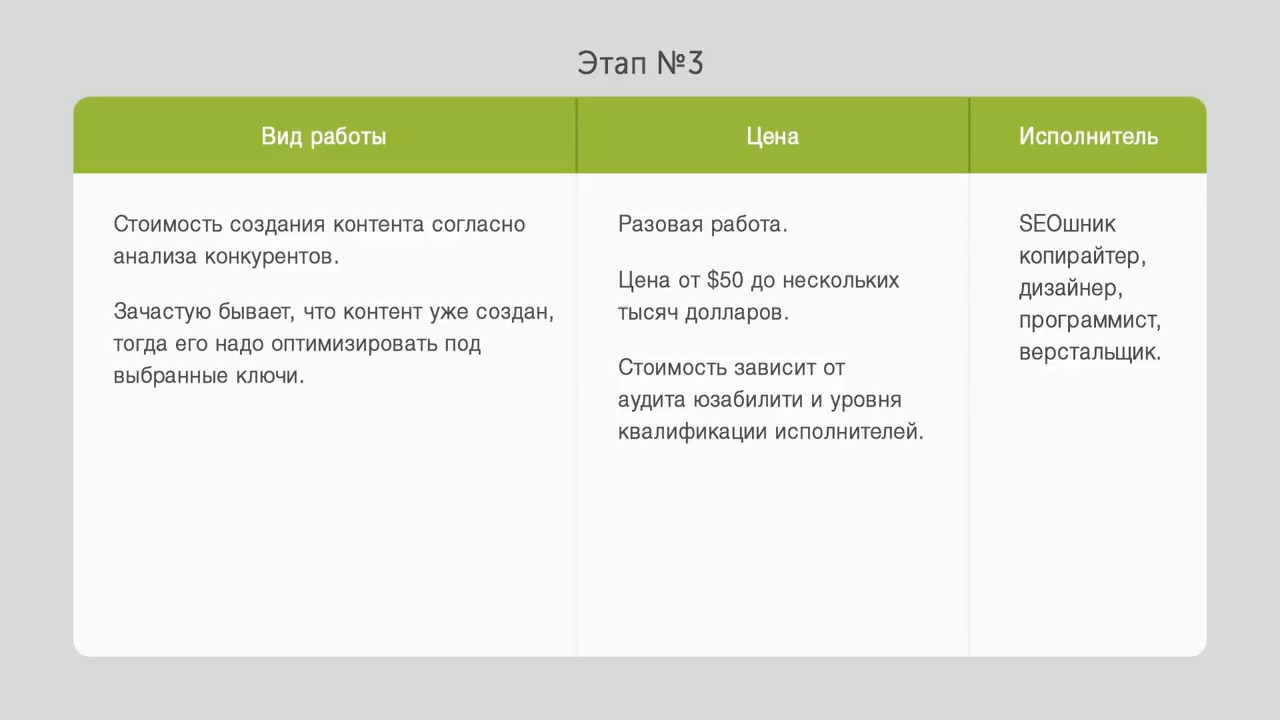 Этап №3
Вид работы
Цена
Исполнитель
Стоимость создания контента согласно
анализа конкурентов.
Зачастую бывает, что контент уже создан,
тогда его надо оптимизировать под
выбранные ключи.
Разовая работа.
Цена от $50 до нескольких
тысяч долларов.
Стоимость зависит от
аудита юзабилити и уровня
квалификации исполнителей.
SEOшник
копирайтер,
дизайнер,
программист,
верстальщик.